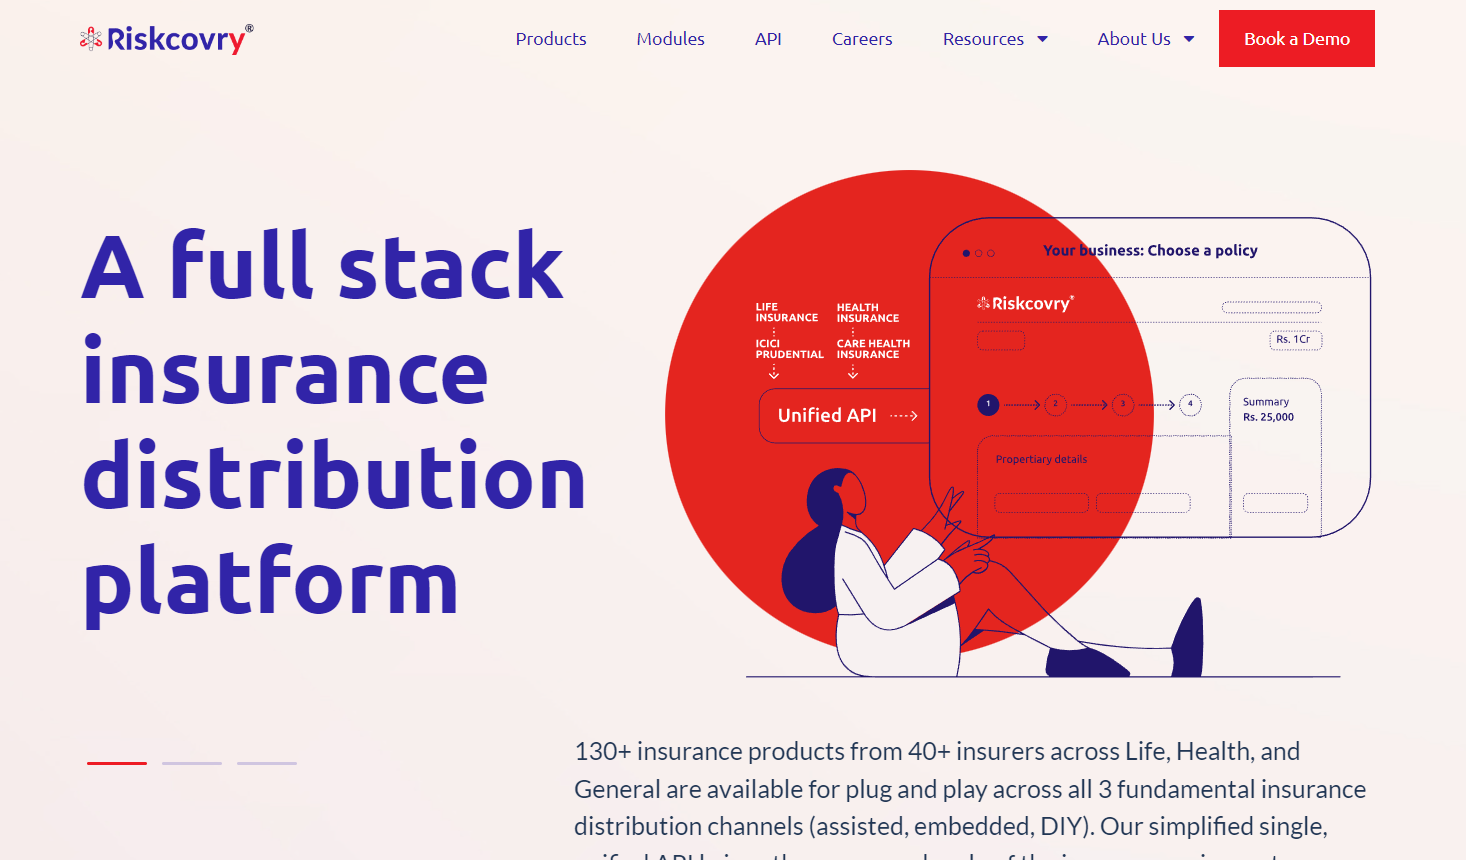 Riskcovry®
Products
Modules
API
Careers
Resources
About Us
Book a Demo
A full stack
insurance
distribution
platform
LIFE
INSURANCE
ICICI
PRUDENTIAL
HEALTH
INSURANCE
CARE HEALTH
INSURANCE
Unified API
Your business: Choose a policy
Riskcovry®
Rs. 1Cr
1
2
3
4
Summary
Rs. 25,000
Propertiary details
130+ insurance products from 40+ insurers across Life, Health, and
General are available for plug and play across all 3 fundamental insurance
distribution channels (assisted, embedded, DIY). Our simplified single,